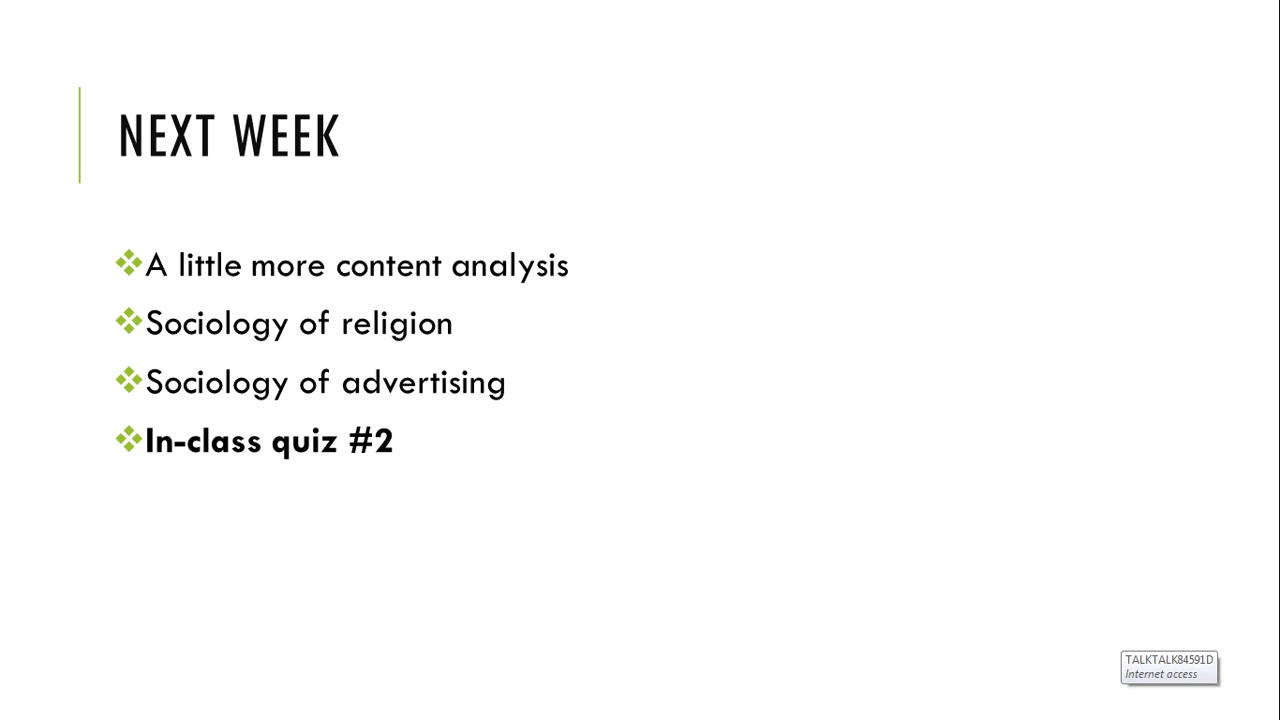 NEXT WEEK
A little more content analysis
Sociology of religion
Sociology of advertising
In-class quiz #2
TALKTALK84591D
Internet access